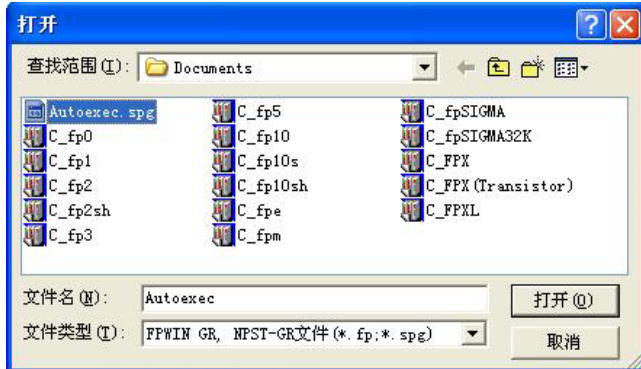 打开
查找范围(I): Documents
Autoexec.spg C_fp5 C_fpSIGMA
C_fp0 C_fp10 C_fpSIGMA32K
C_fp1 C_fp10s C_FPX
C_fp2 C_fp10sh C_FPX(Transistor)
C_fp2sh C_fpe C_FPXL
C_fp3 C_fpm
文件名(N): Autoexec 打开(O)
文件类型(T): FPWIN GR, NPST-GR文件(*.fp;*.spg) 取消